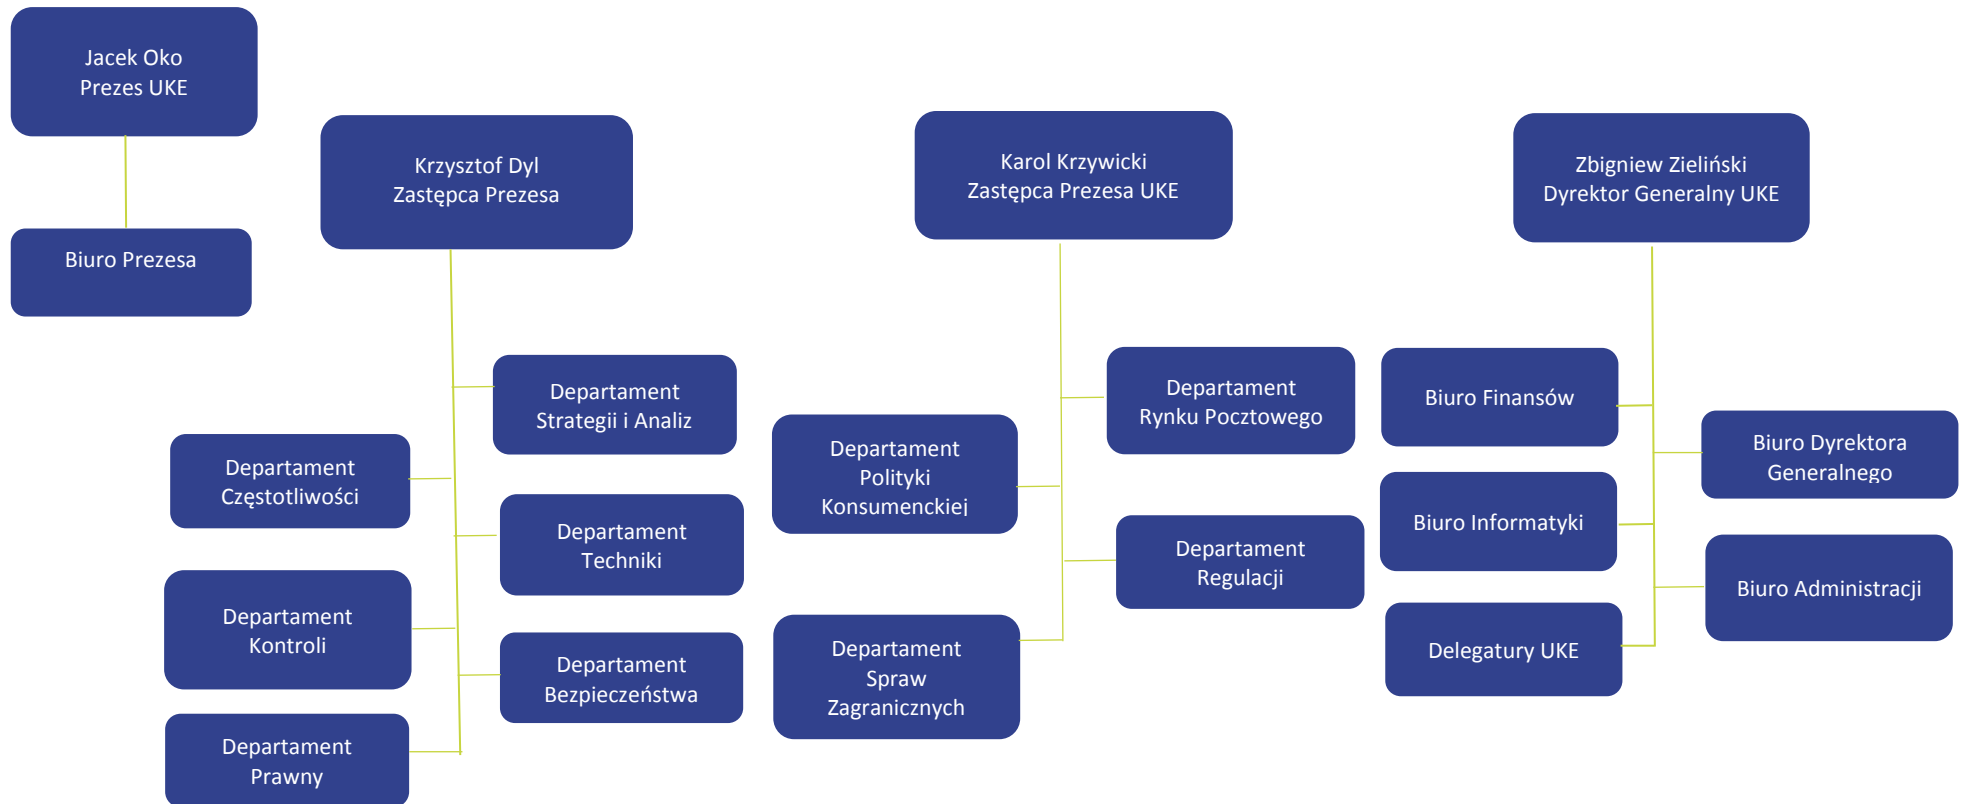 Jacek Oko
Prezes UKE
Biuro Prezesa
Krzysztof Dyl
Zastępca Prezesa
Departament
Strategii i Analiz
Departament
Częstotliwości
Departament
Techniki
Departament
Kontroli
Departament
Bezpieczeństwa
Departament
Prawny
Karol Krzywicki
Zastępca Prezesa UKE
Departament
Rynku Pocztowego
Departament
Polityki
Konsumenckiej
Departament
Regulacji
Departament
Spraw
Zagranicznych
Zbigniew Zieliński
Dyrektor Generalny UKE
Biuro Finansów
Biuro Dyrektora
Generalnego
Biuro Informatyki
Biuro Administracji
Delegatury UKE